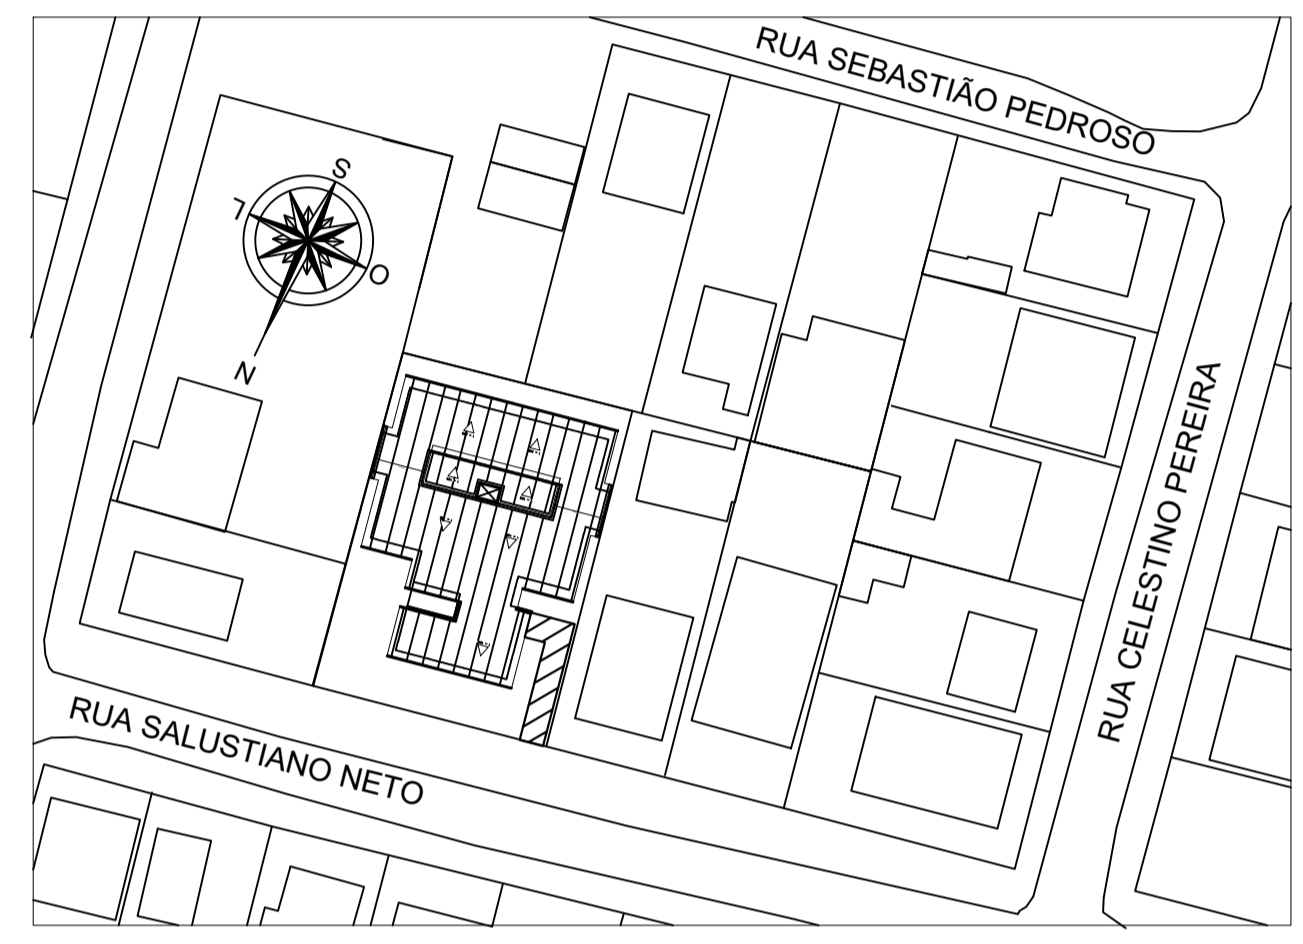 RUA SEBASTIÃO PEDROSO
S
L
O
N
RUA CELESTINO PEREIRA
RUA SALUSTIANO NETO